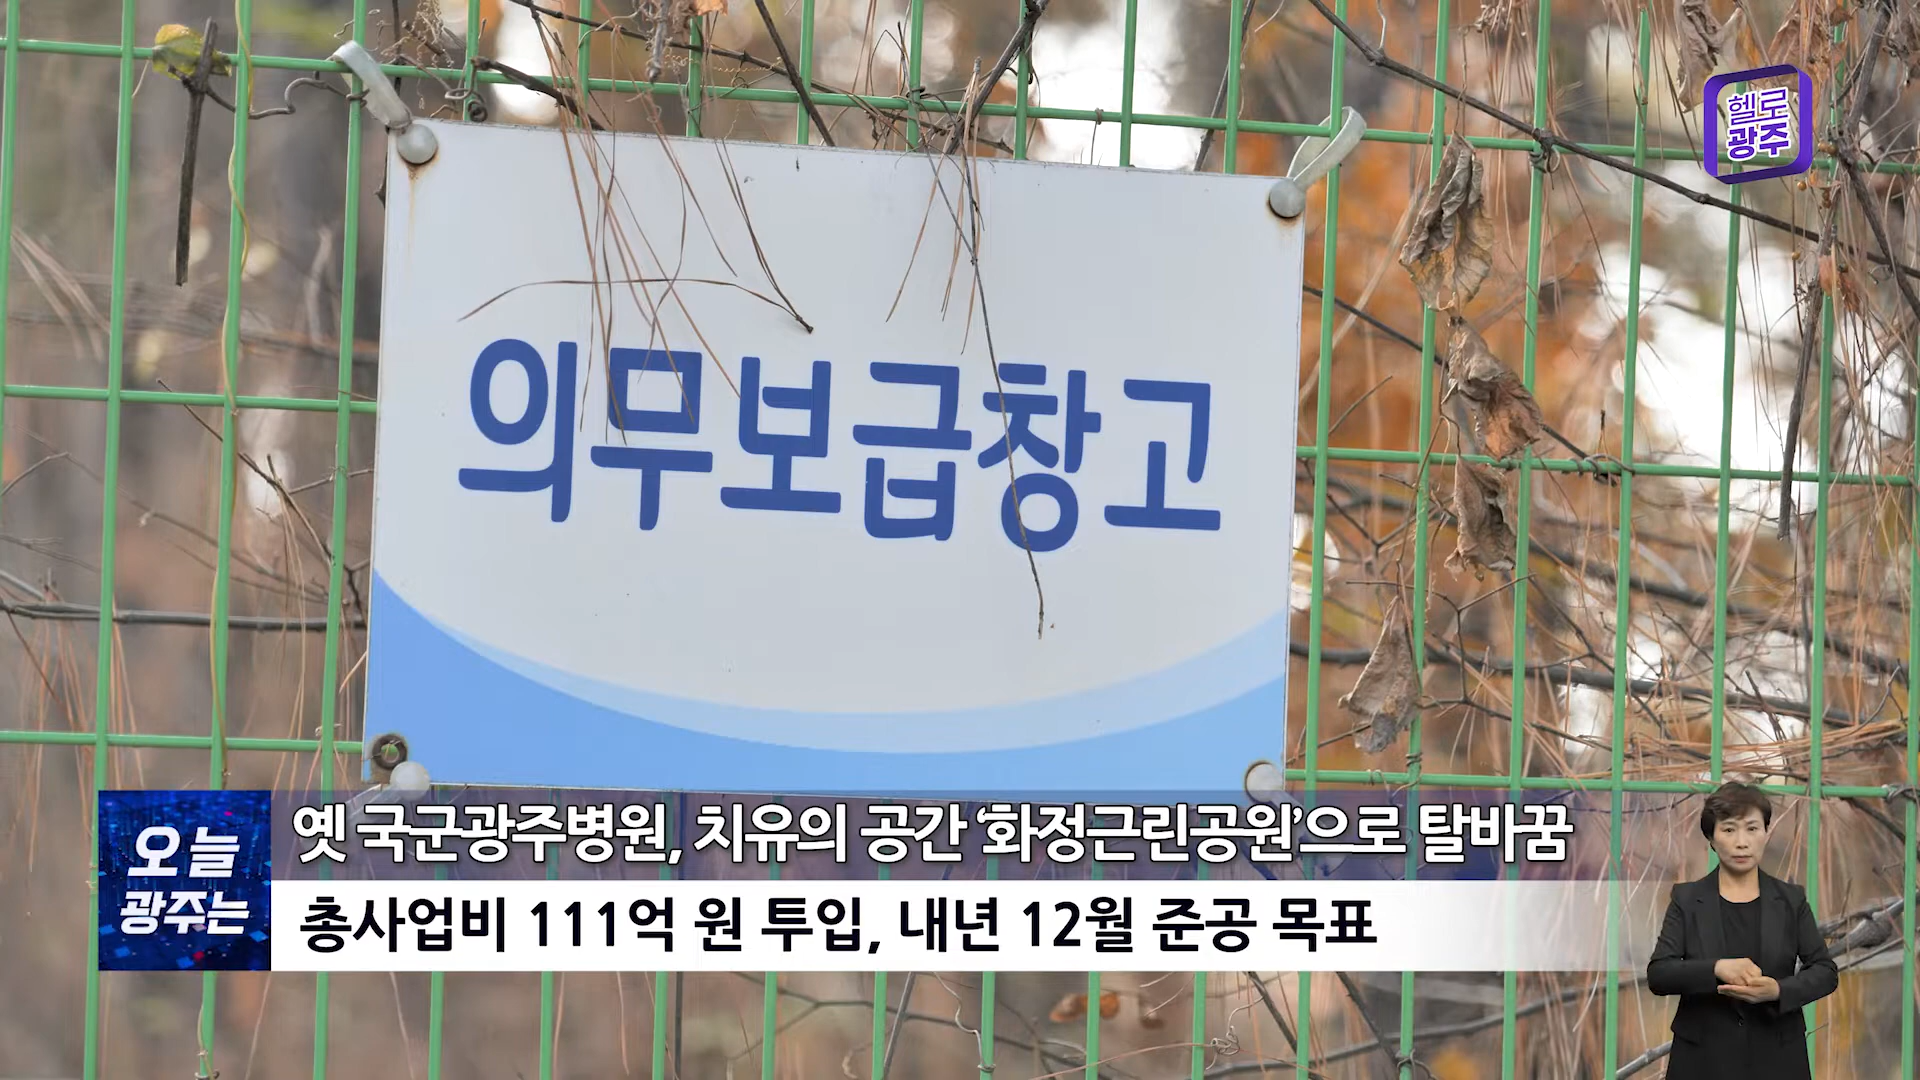 헬로
광주
의무보급창고
오늘
광주는
옛 국군광주병원, 치유의 공간 ‘화정근린공원’으로 탈바꿈
총사업비 111억 원 투입, 내년 12월 준공 목표